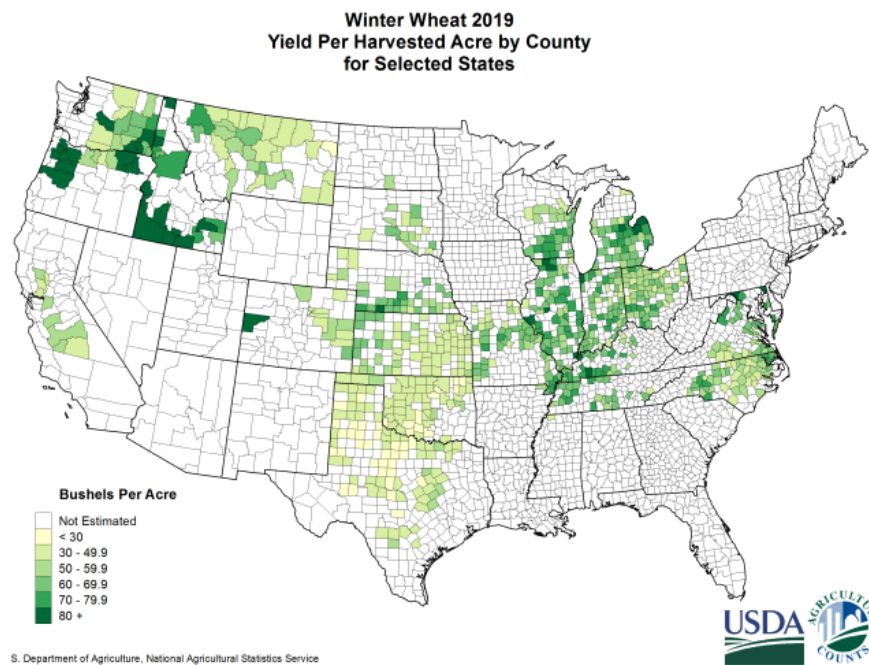 Winter Wheat 2019
Yield Per Harvested Acre by County
for Selected States
Bushels Per Acre
Not Estimated
< 30
30 - 49.9
50 - 59.9
60 - 69.9
70 - 79.9
80 +
USDA
AGRICULTU
COUNTS
S. Department of Agriculture, National Agricultural Statistics Service